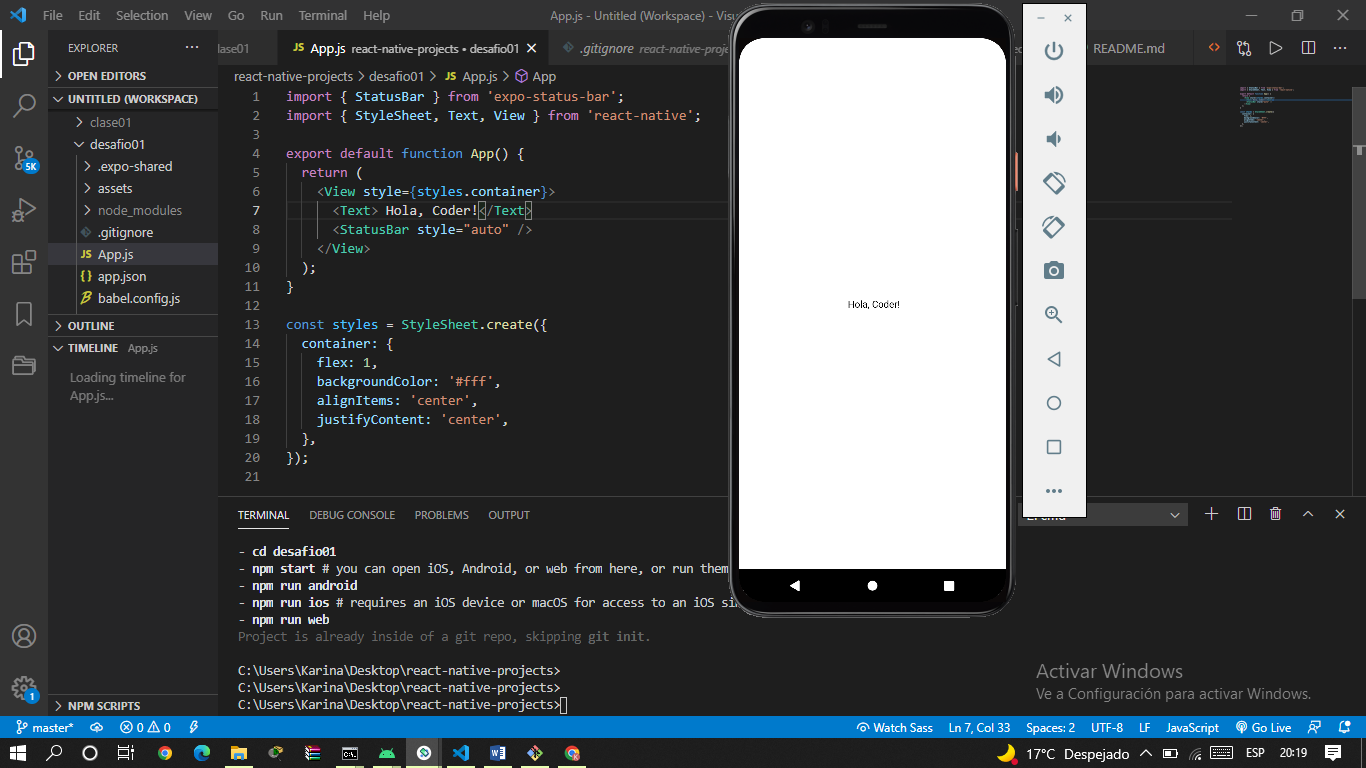 File Edit Selection View Go Run Terminal Help
App.js - Untitled (Workspace) - Visu
EXPLORER
OPEN EDITORS
UNTITLED (WORKSPACE)
clase01
desafio01
.expo-shared
assets
node_modules
.gitignore
JS App.js
{} app.json
babel.config.js
OUTLINE
TIMELINE App.js
Loading timeline for
App.js...
NPM SCRIPTS
5K
1
clase01
JS App.js react-native-projects • desafio01
.gitignore react-native-proje
README.md
react-native-projects > desafio01 > JS App.js > App
1 import { StatusBar } from 'expo-status-bar';
2 import { StyleSheet, Text, View } from 'react-native';
3
4 export default function App() {
5 return (
6 <View style={styles.container}>
7 <Text> Hola, Coder!</Text>
8 <StatusBar style="auto" />
9 </View>
10 );
11 }
12
13 const styles = StyleSheet.create({
14 container: {
15 flex: 1,
16 backgroundColor: '#fff',
17 alignItems: 'center',
18 justifyContent: 'center',
19 },
20 });
21
Hola, Coder!
TERMINAL DEBUG CONSOLE PROBLEMS OUTPUT
- cd desafio01
- npm start # you can open iOS, Android, or web from here, or run them
- npm run android
- npm run ios # requires an iOS device or macOS for access to an iOS si
- npm run web
Project is already inside of a git repo, skipping git init.
C:\Users\Karina\Desktop\react-native-projects>
C:\Users\Karina\Desktop\react-native-projects>
C:\Users\Karina\Desktop\react-native-projects>
Activar Windows
Ve a Configuración para activar Windows.
master* 0 0 Watch Sass Ln 7, Col 33 Spaces: 2 UTF-8 LF JavaScript Go Live
17°C Despejado ESP 20:19